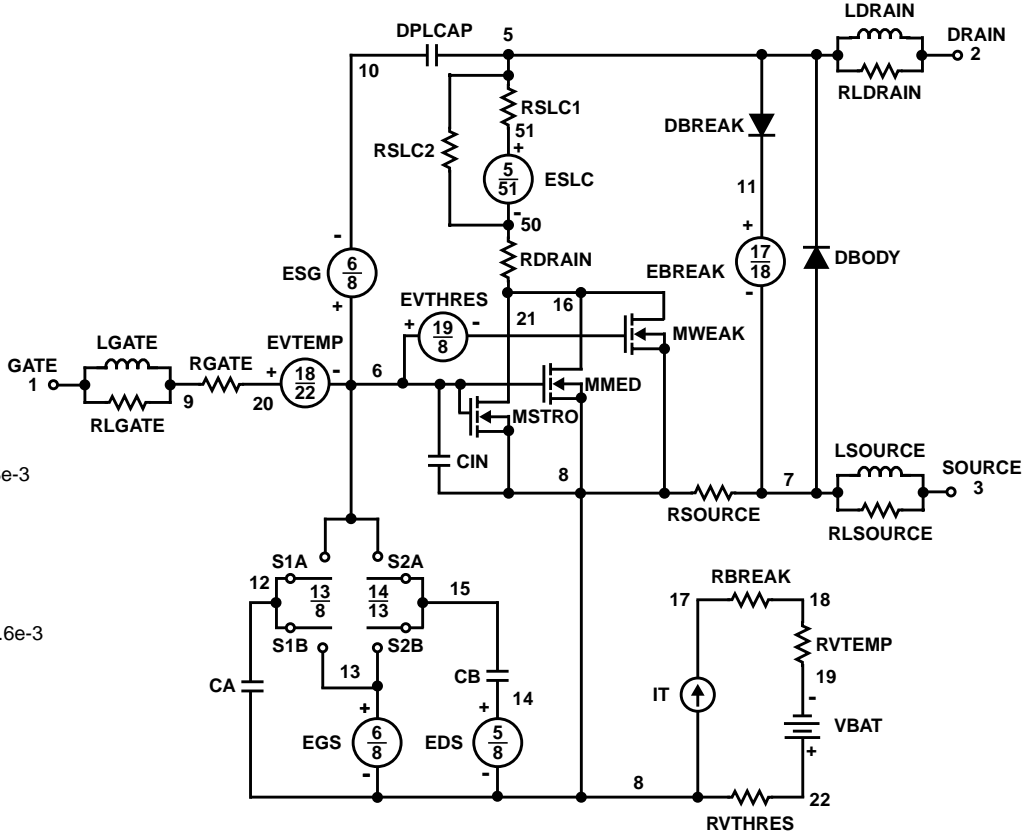 LDRAIN
DPLCAP 5 DRAIN
10 2
RLDRAIN
RSLC1
DBREAK
51
RSLC2 +
5
51
ESLC
11
- 50
- +
RDRAIN 17
18
6
8
ESG EBREAK DBODY
EVTHRES 16 -
+ 21
+ 19
8
- MWEAK
LGATE EVTEMP
GATE RGATE + 18
22
- 6 MMED
1
9 20 MSTRO
RLGATE
LSOURCE
CIN SOURCE
8 7 3
e-3
RSOURCE
RLSOURCE
S1A S2A
12 RBREAK
13
8
14
13
15 17 18
S1B S2B RVTEMP
13 CB 19
CA 14 IT -
+ +
VBAT
EGS 6
8
EDS 5
8
+
- - 8 22
RVTHRES
.6e-3